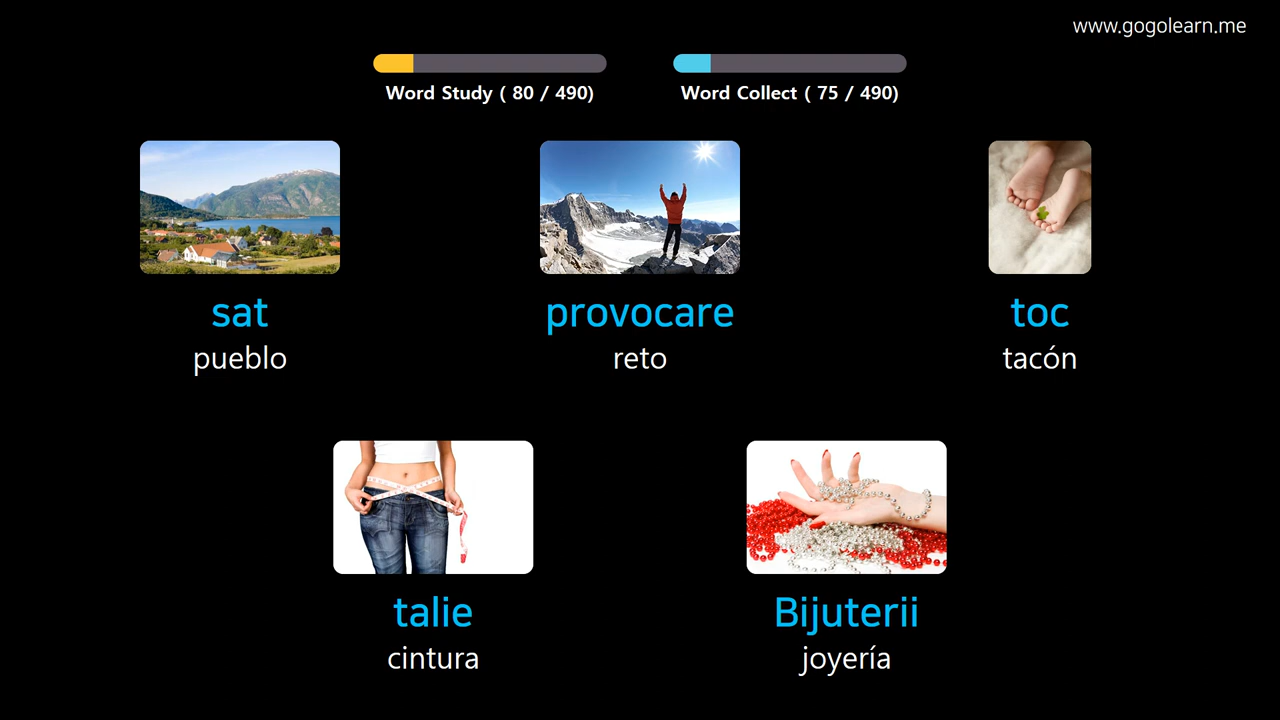 www.gogolearn.me
Word Study ( 80 / 490)
Word Collect ( 75 / 490)
sat
pueblo
provocare
reto
toc
tacón
talie
cintura
Bijuterii
joyería